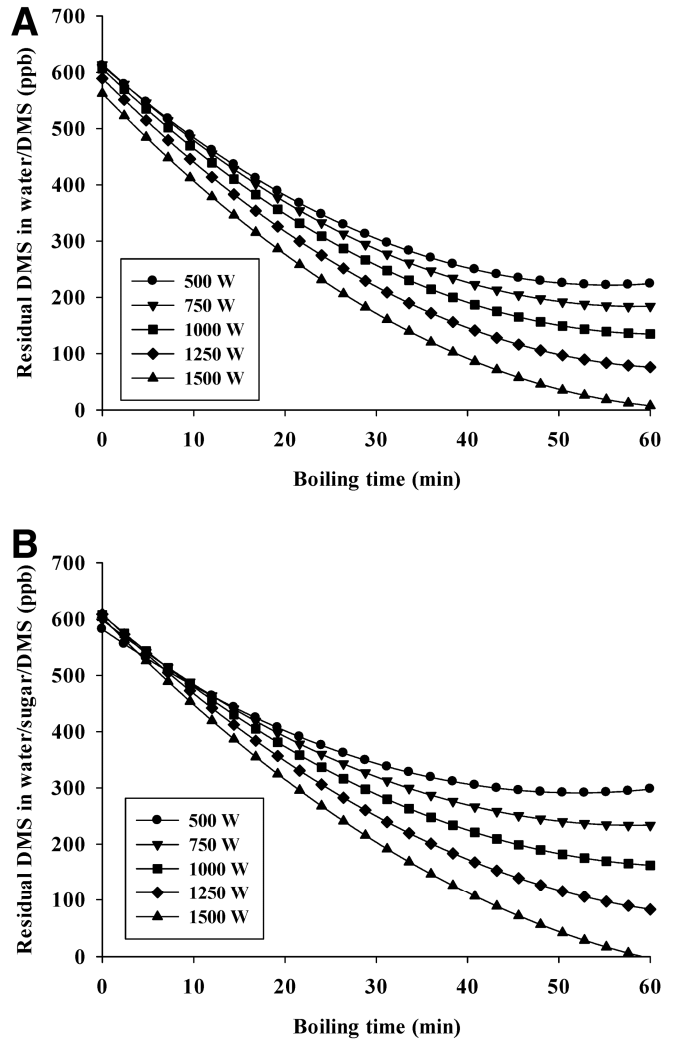 A
Residual DMS in water/DMS (ppb)
700
600
500
400
300
200
100
0
500 W
750 W
1000 W
1250 W
1500 W
0 10 20 30 40 50 60
Boiling time (min)
B
Residual DMS in water/sugar/DMS (ppb)
700
600
500
400
300
200
100
0
500 W
750 W
1000 W
1250 W
1500 W
0 10 20 30 40 50 60
Boiling time (min)